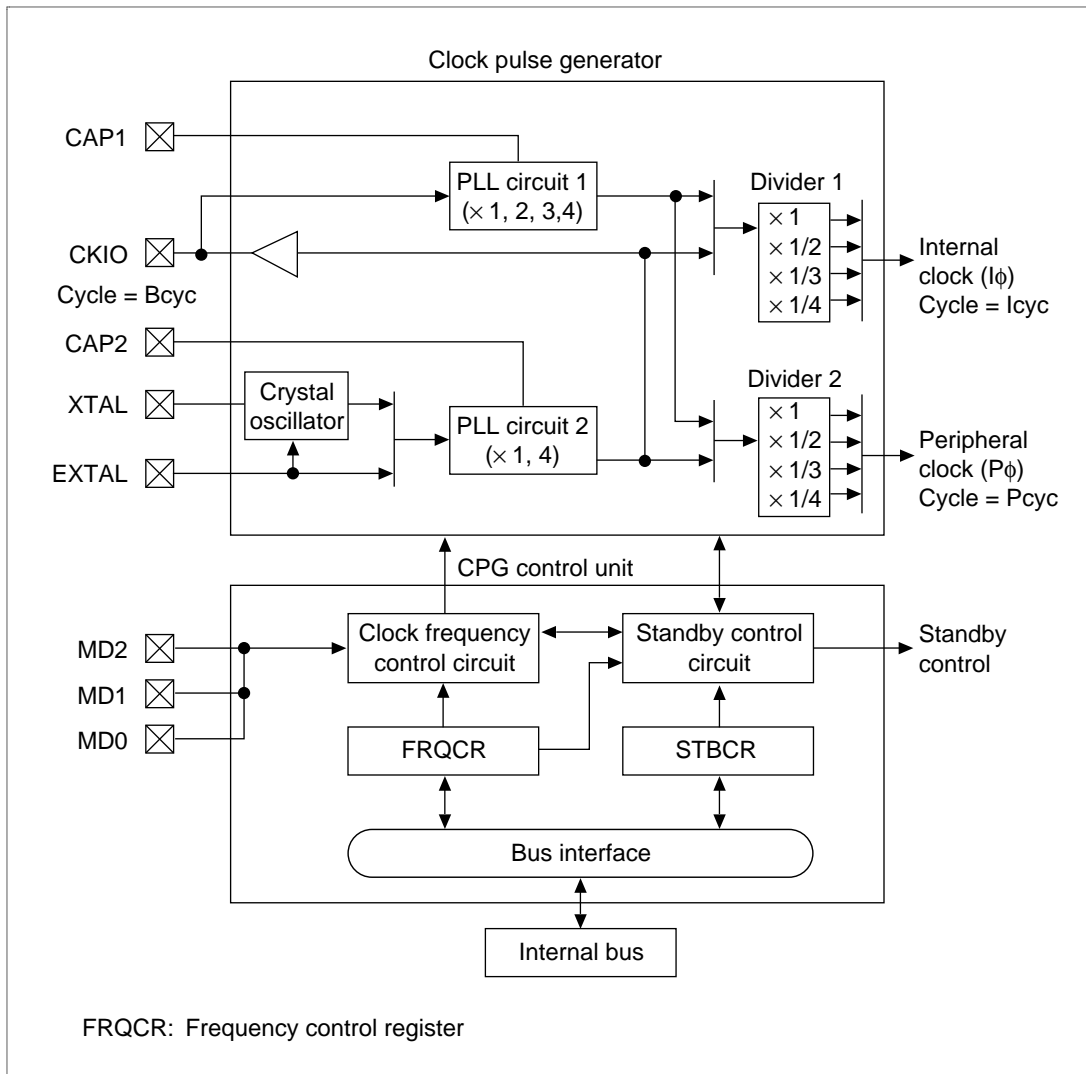 Clock pulse generator
CAP1
PLL circuit 1
(× 1, 2, 3,4)
CKIO
Cycle = Bcyc
Divider 1
× 1
× 1/2
× 1/3
× 1/4
Internal
clock (Iϕ)
Cycle = Icyc
CAP2
XTAL
Crystal
oscillator
EXTAL
PLL circuit 2
(× 1, 4)
Divider 2
× 1
× 1/2
× 1/3
× 1/4
Peripheral
clock (Pϕ)
Cycle = Pcyc
CPG control unit
MD2
MD1
MD0
Clock frequency
control circuit
Standby control
circuit
Standby
control
FRQCR
STBCR
Bus interface
Internal bus
FRQCR: Frequency control register